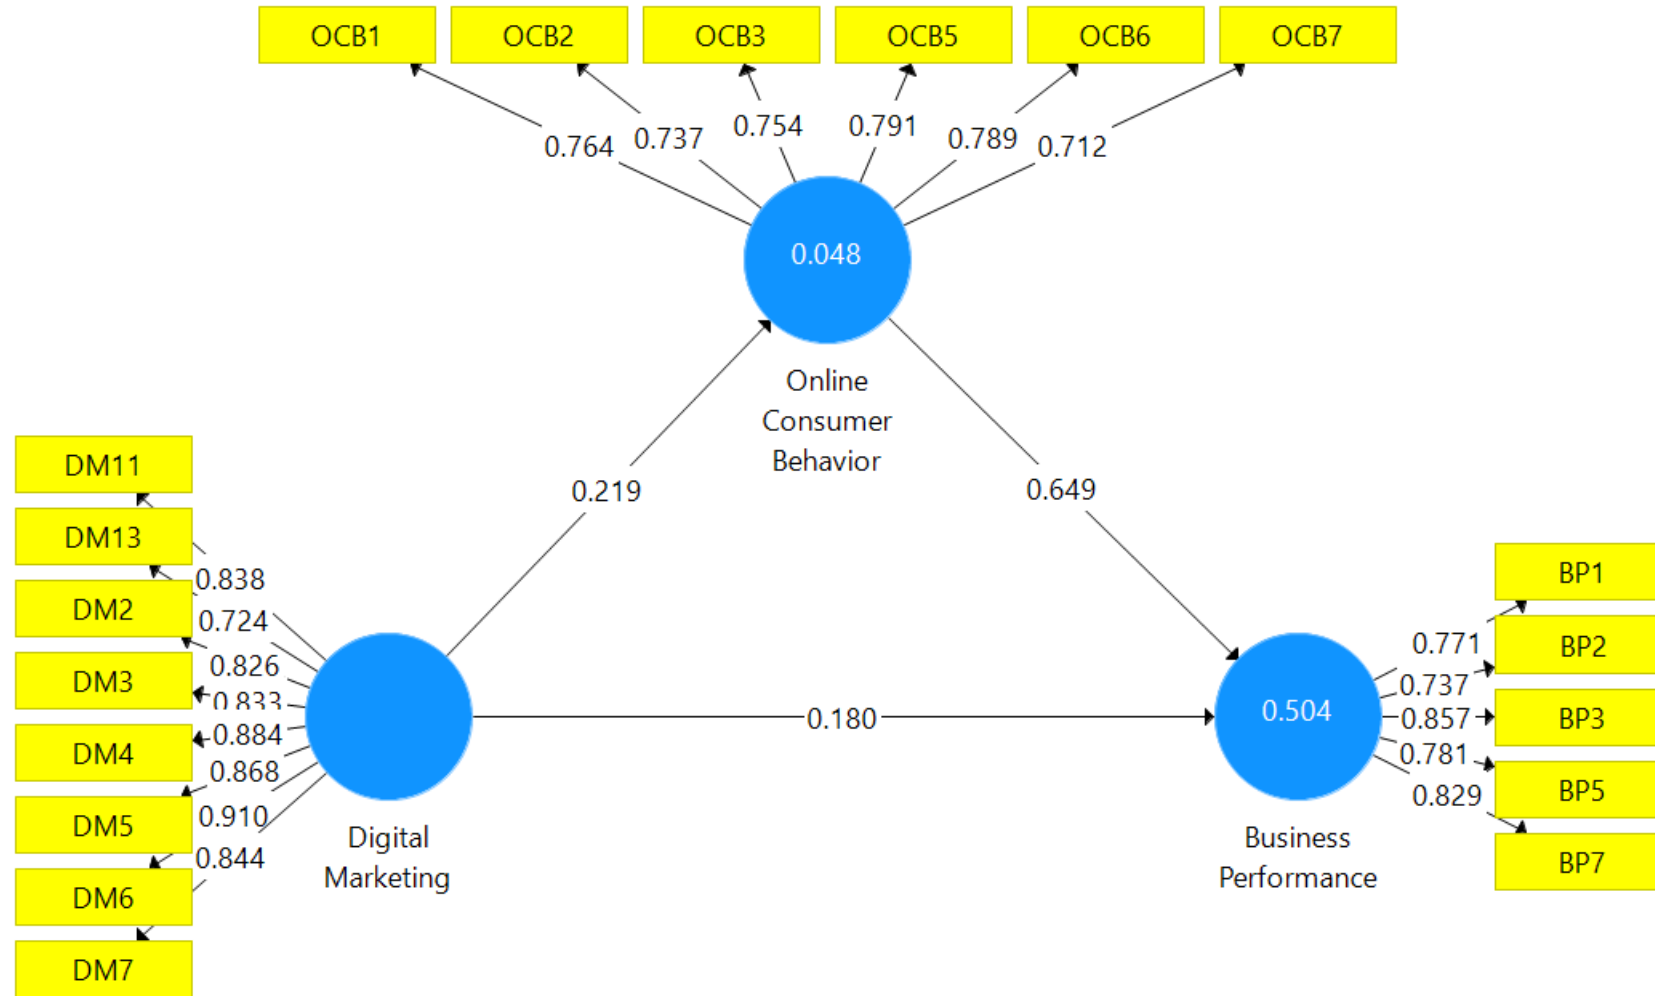 OCB1 OCB2 OCB3 OCB5 OCB6 OCB7
0.764 0.737 0.754 0.791 0.789 0.712
0.048
Online
Consumer
Behavior
0.219
0.649
DM11
DM13
DM2
DM3
DM4
DM5
DM6
DM7
0.838
0.724
0.826
0.833
0.884
0.868
0.910
0.844
Digital
Marketing
0.180
0.504
Business
Performance
0.771
0.737
0.857
0.781
0.829
BP1
BP2
BP3
BP5
BP7